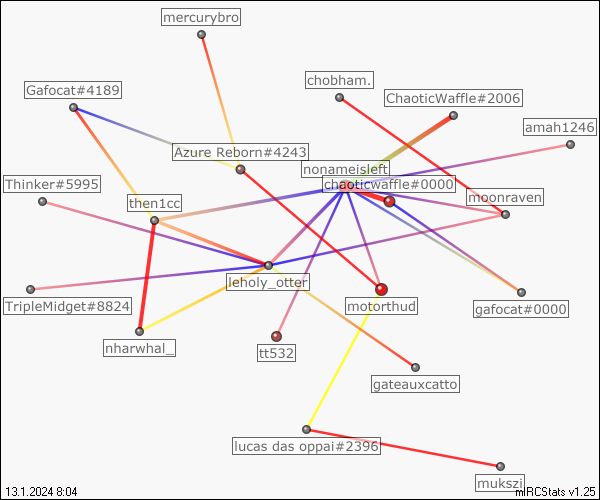 mercurybro
chobham.
Gafocat#4189
ChaoticWaffle#2006
amah1246
Azure Reborn#4243
nonameisleft
Thinker#5995
chaoticwaffle#0000
then1cc
moonraven
leholy_otter
TripleMidget#8824
motorthud
gafocat#0000
nharwhal_
tt532
gateauxcatto
lucas das oppai#2396
mukszi
13.1.2024 8:04
mIRCStats v1.25